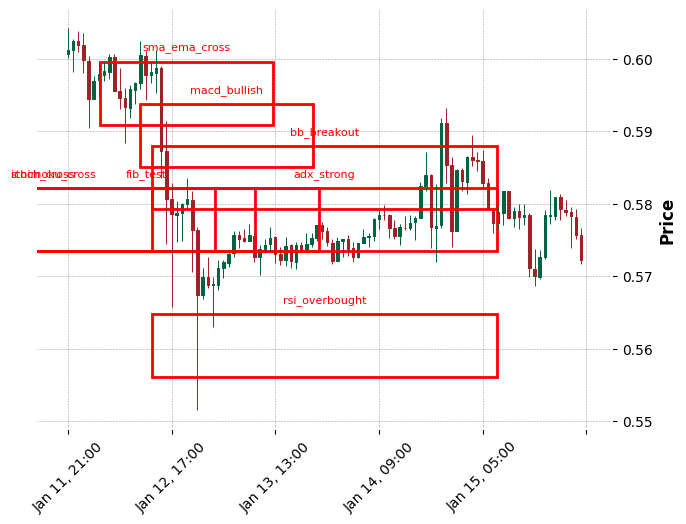 sma_ema_cross
0.60
macd_bullish
0.59
bb_breakout
fib_test
adx_strong
0.58
Price
0.57
rsi_overbought
0.56
0.55
Jan 11, 21:00
Jan 12, 17:00
Jan 13, 13:00
Jan 14, 09:00
Jan 15, 05:00